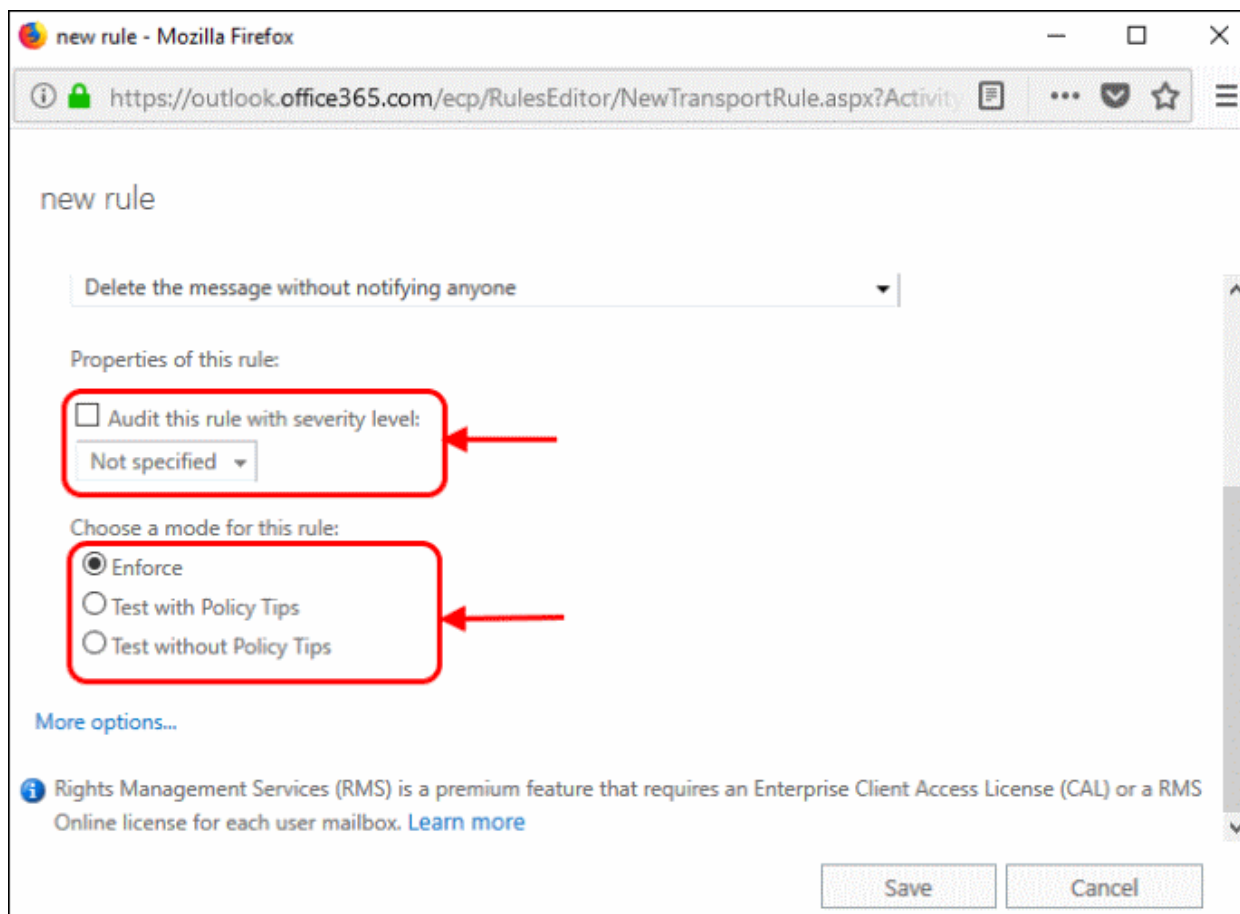 new rule - Mozilla Firefox
https://outlook.office365.com/ecp/RulesEditor/NewTransportRule.aspx?Activity
new rule
Delete the message without notifying anyone
Properties of this rule:
Audit this rule with severity level:
Not specified
Choose a mode for this rule:
Enforce
Test with Policy Tips
Test without Policy Tips
More options...
Rights Management Services (RMS) is a premium feature that requires an Enterprise Client Access License (CAL) or a RMS
Online license for each user mailbox. Learn more
Save Cancel